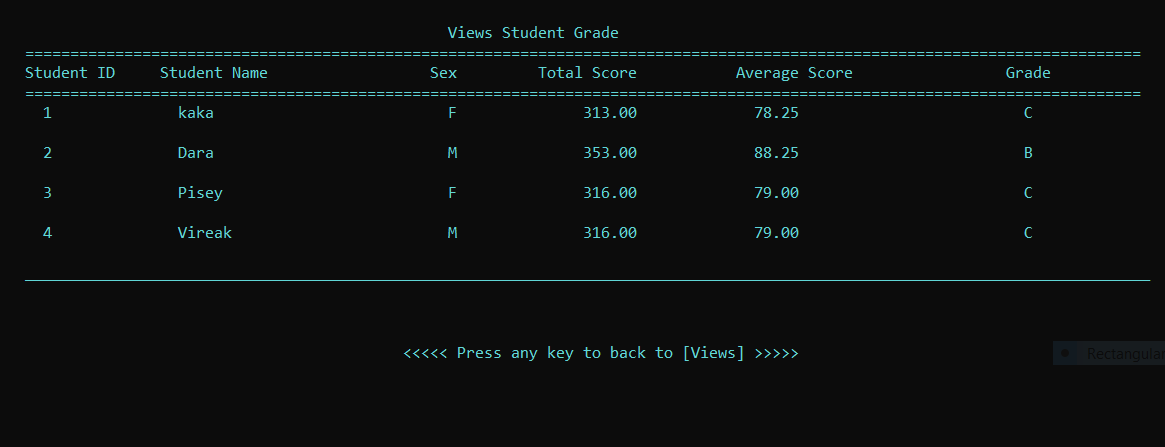 Views Student Grade
============================================================================================================================
Student ID     Student Name                  Sex         Total Score           Average Score                 Grade
============================================================================================================================
1              kaka                          F              313.00             78.25                         C
2              Dara                          M              353.00             88.25                         B
3              Pisey                         F              316.00             79.00                         C
4              Vireak                        M              316.00             79.00                         C
<<<<< Press any key to back to [Views] >>>>>
Rectangular